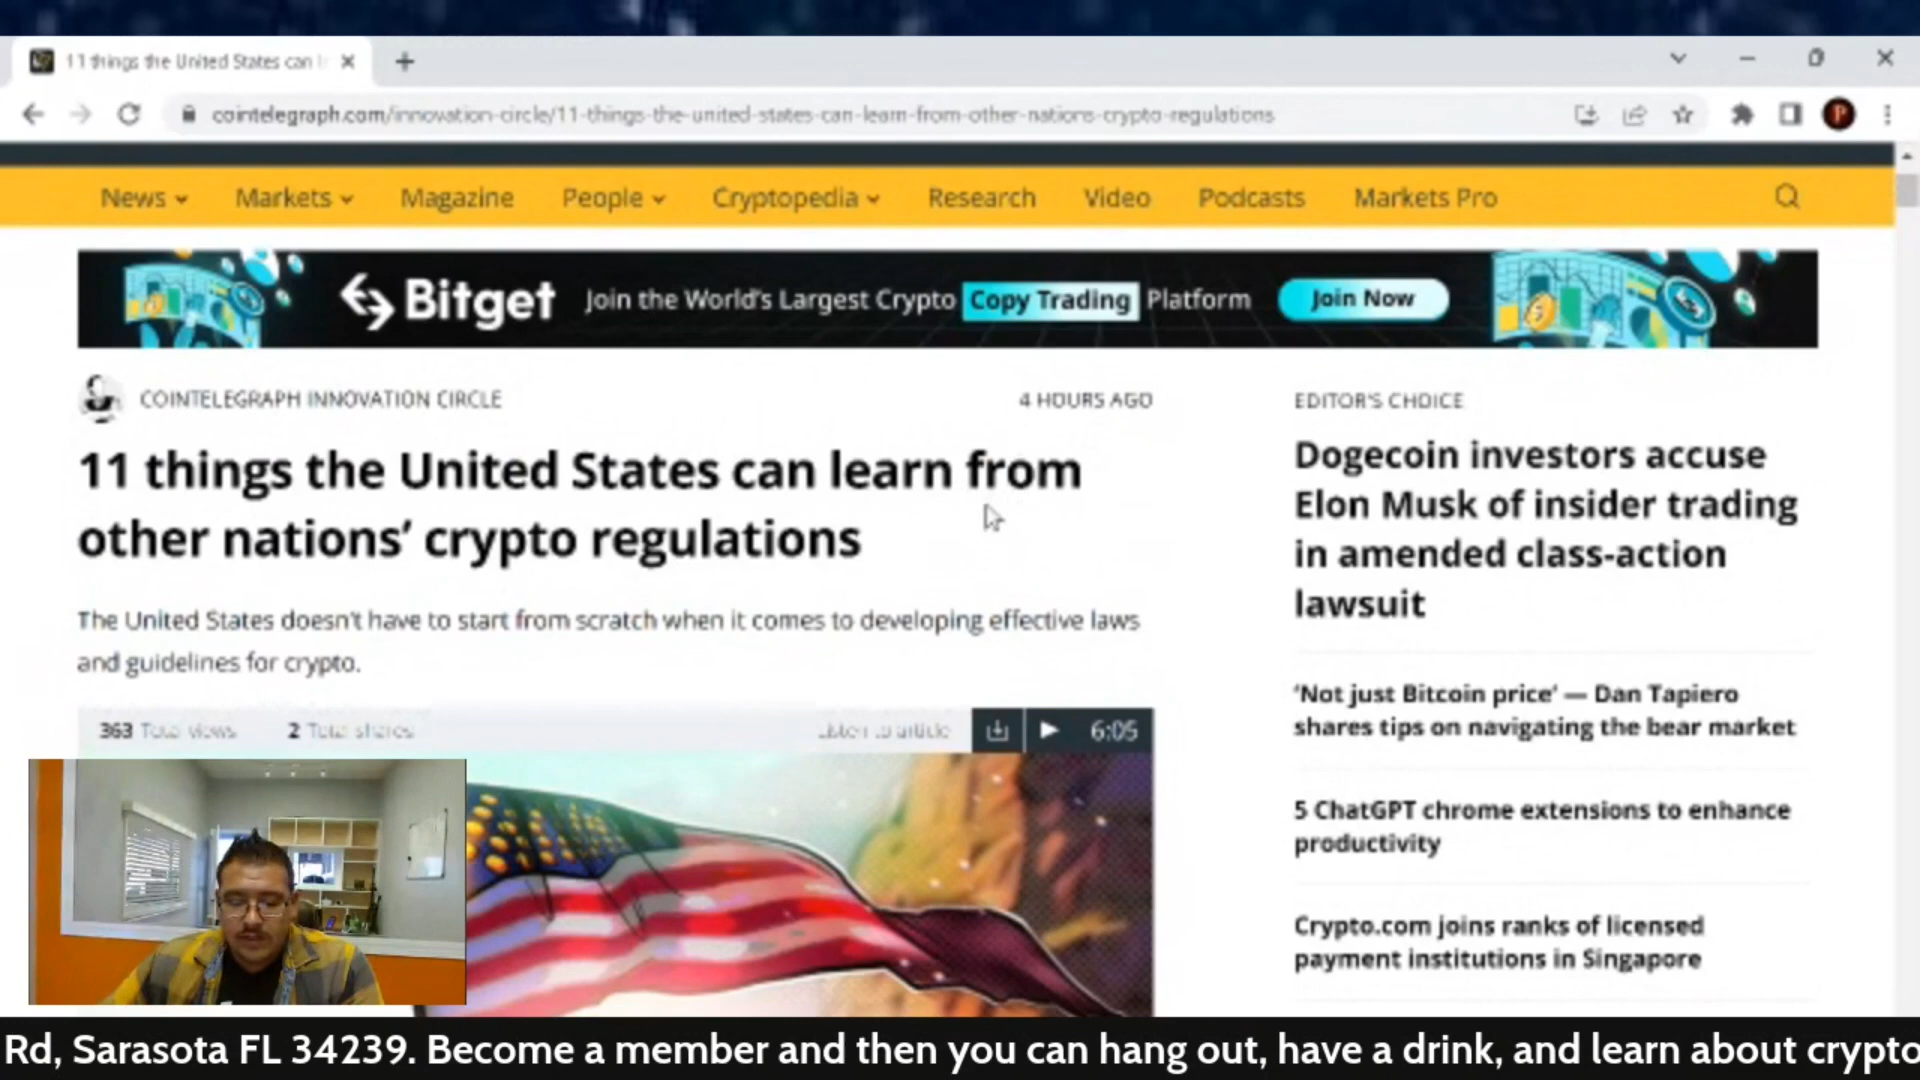 11 things the United States can l
cointelegraph.com/innovation-circle/11-things-the-united-states-can-learn-from-other-nations-crypto-regulations
P
News Markets Magazine People Cryptopedia Research Video Podcasts Markets Pro
Bitget Join the World's Largest Crypto Copy Trading Platform Join Now
COINTELEGRAPH INNOVATION CIRCLE 4 HOURS AGO
11 things the United States can learn from
other nations' crypto regulations
The United States doesn't have to start from scratch when it comes to developing effective laws
and guidelines for crypto.
363 Total views 2 Total shares Listen to article 6:05
EDITOR'S CHOICE
Dogecoin investors accuse
Elon Musk of insider trading
in amended class-action
lawsuit
'Not just Bitcoin price' — Dan Tapiero
shares tips on navigating the bear market
5 ChatGPT chrome extensions to enhance
productivity
Crypto.com joins ranks of licensed
payment institutions in Singapore
Rd, Sarasota FL 34239. Become a member and then you can hang out, have a drink, and learn about crypto